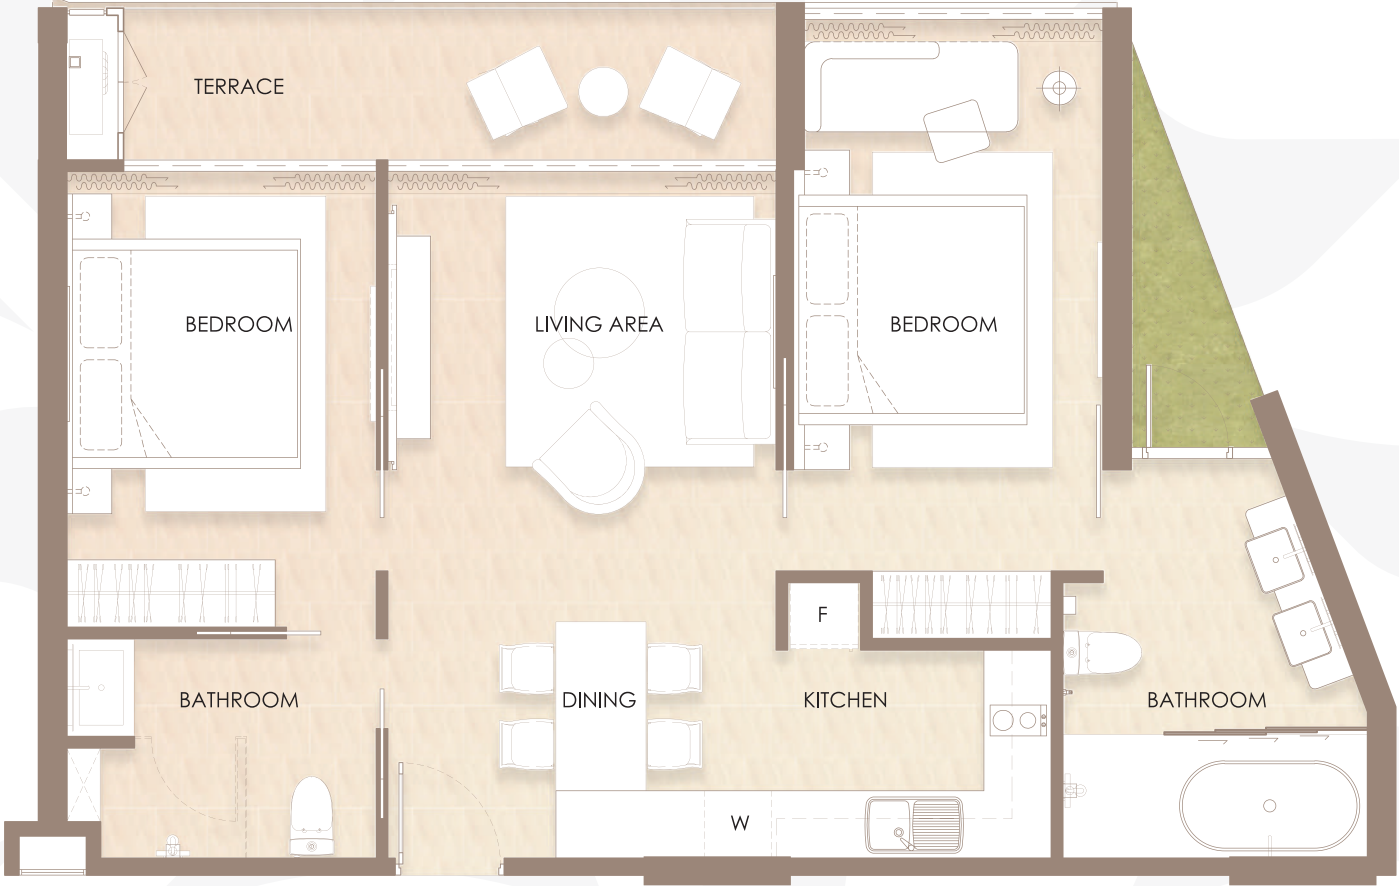 TERRACE
BEDROOM
LIVING AREA
BEDROOM
F
BATHROOM
DINING
KITCHEN
BATHROOM
W